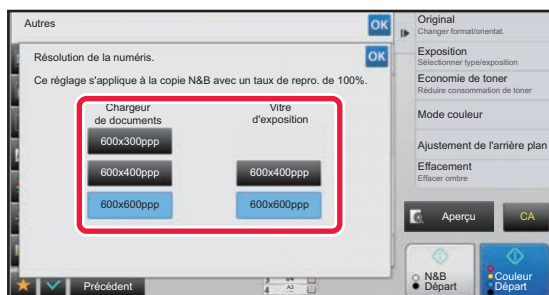 Autres
OK
Résolution de la numéris.
OK
Ce réglage s'applique à la copie N&B avec un taux de repro. de 100%.
Chargeur
de documents
Vitre
d'exposition
600x300ppp
600x400ppp
600x400ppp
600x600ppp
600x600ppp
Précédent
Original
Changer format/orientat.
Exposition
Sélectionner type/exposition
Economie de toner
Réduire consommation de toner
Mode couleur
Ajustement de l'arrière plan
Effacement
Effacer ombre
Aperçu
CA
N&B
Départ
Couleur
Départ